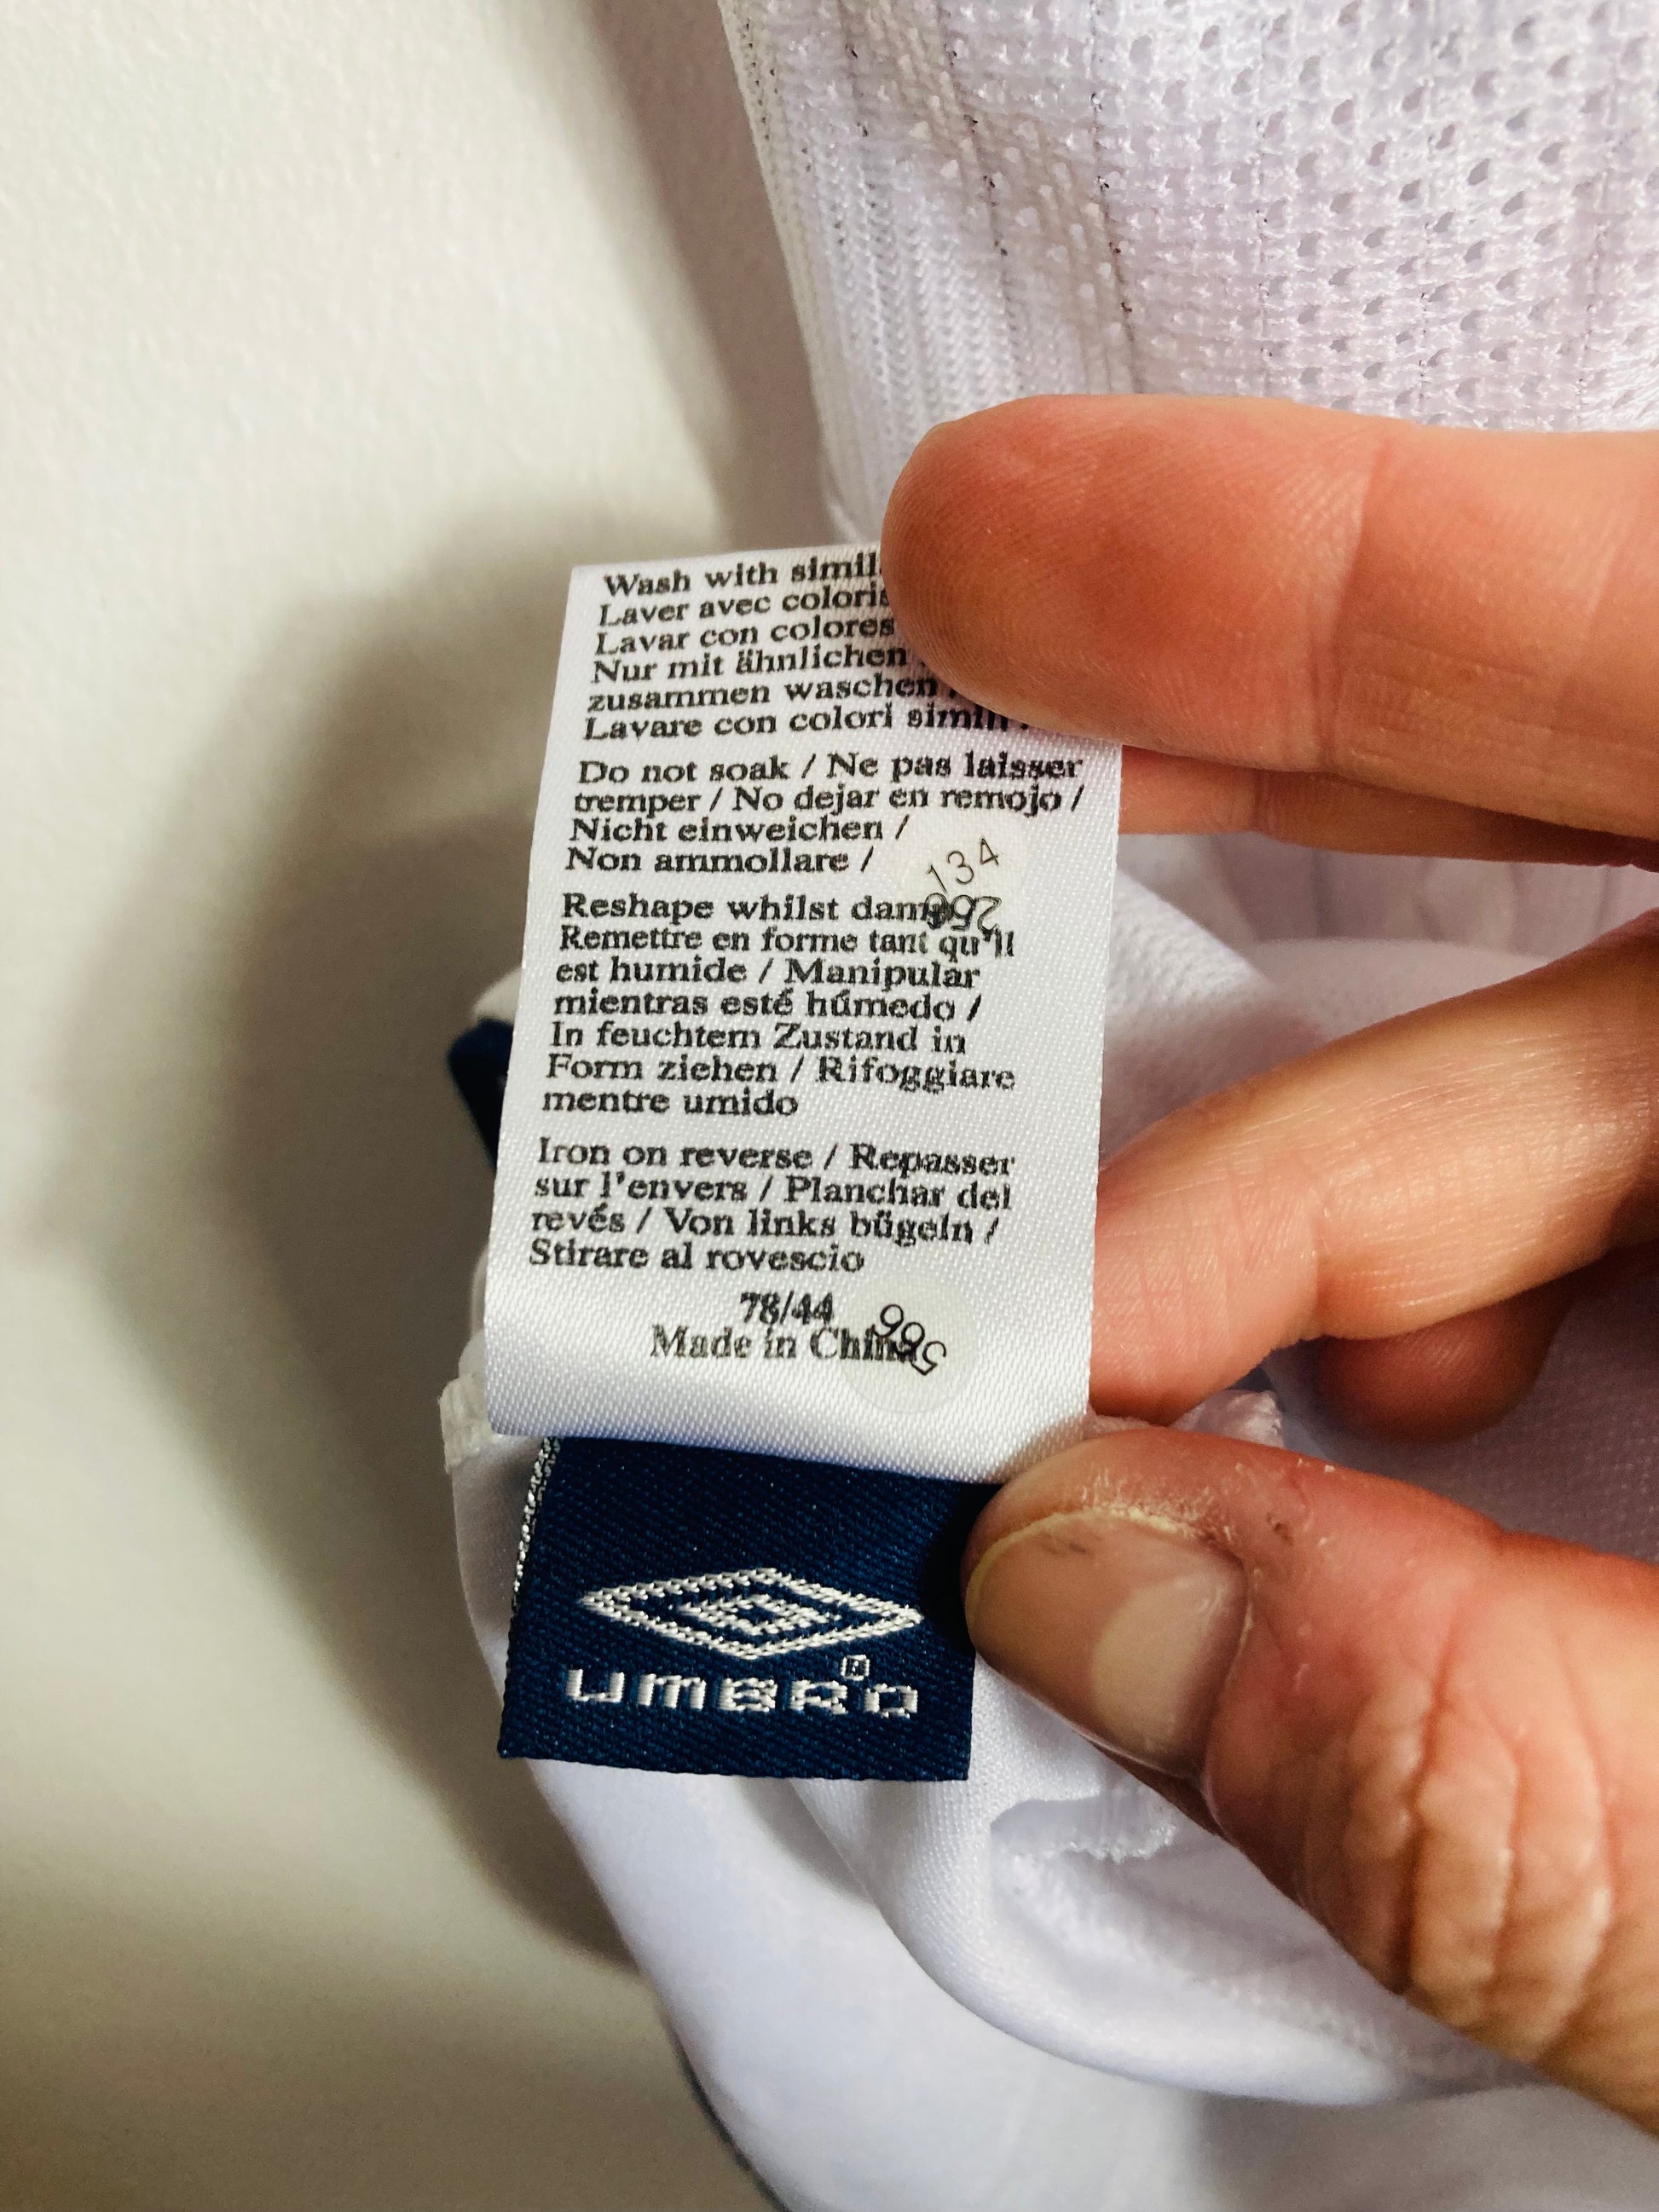 Wash with
Laver avec
Lavar con colores
Nur mit ähnlichen
zusammen waschen
Lavare con colori simili
Do not soak / Ne pas laisser
tremper / No dejar en remojo /
Nicht einweichen /
Non ammollare /
134
Reshape whilst damp
Remettre en forme tant qu'il
est humide / Manipular
mientras esté húmedo /
In feuchtem Zustand in
Form ziehen / Rifoggiare
mentre umido
Iron on reverse / Repasser
sur l'envers / Planchar del
revés / Von links bügeln /
Stirare al rovescio
78/44
Made in China
umbro®